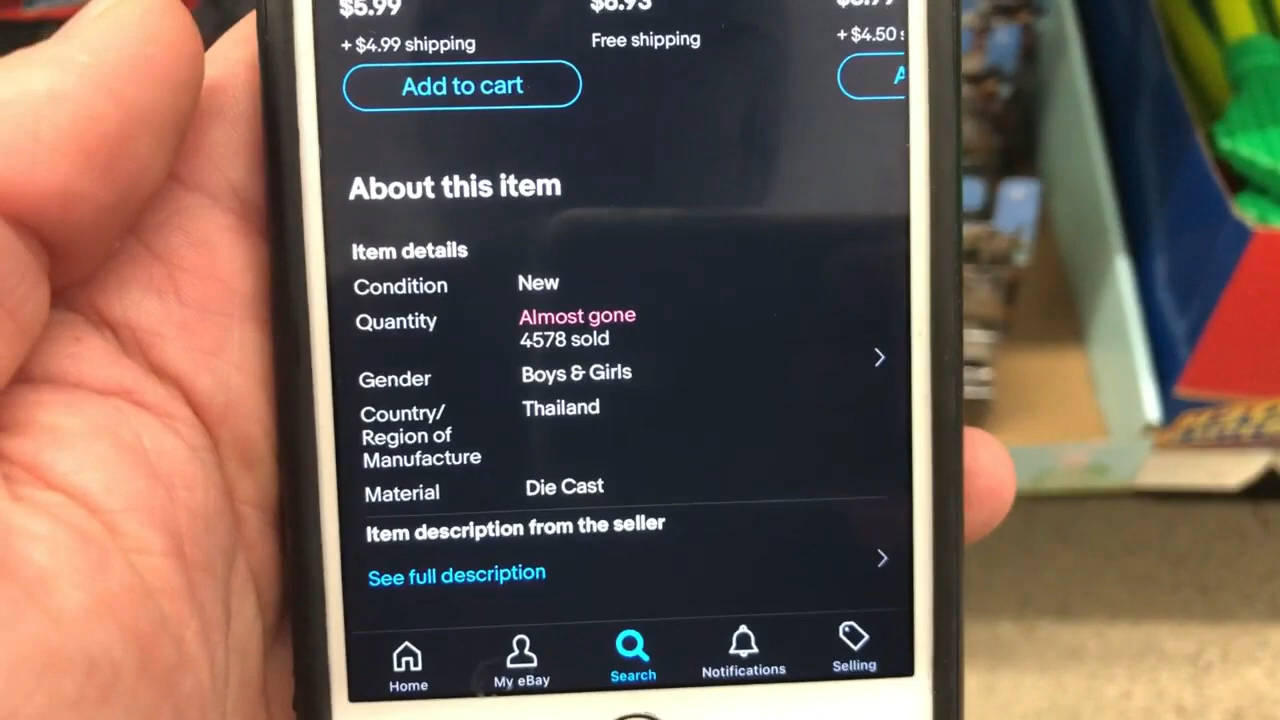 $5.99
$6.93
+ $4.99 shipping
Free shipping
+ $4.50
Add to cart
About this item
Item details
Condition New
Quantity Almost gone
4578 sold
Gender Boys & Girls
Country/ Thailand
Region of
Manufacture
Material Die Cast
Item description from the seller
See full description
Home
My eBay
Search
Notifications
Selling